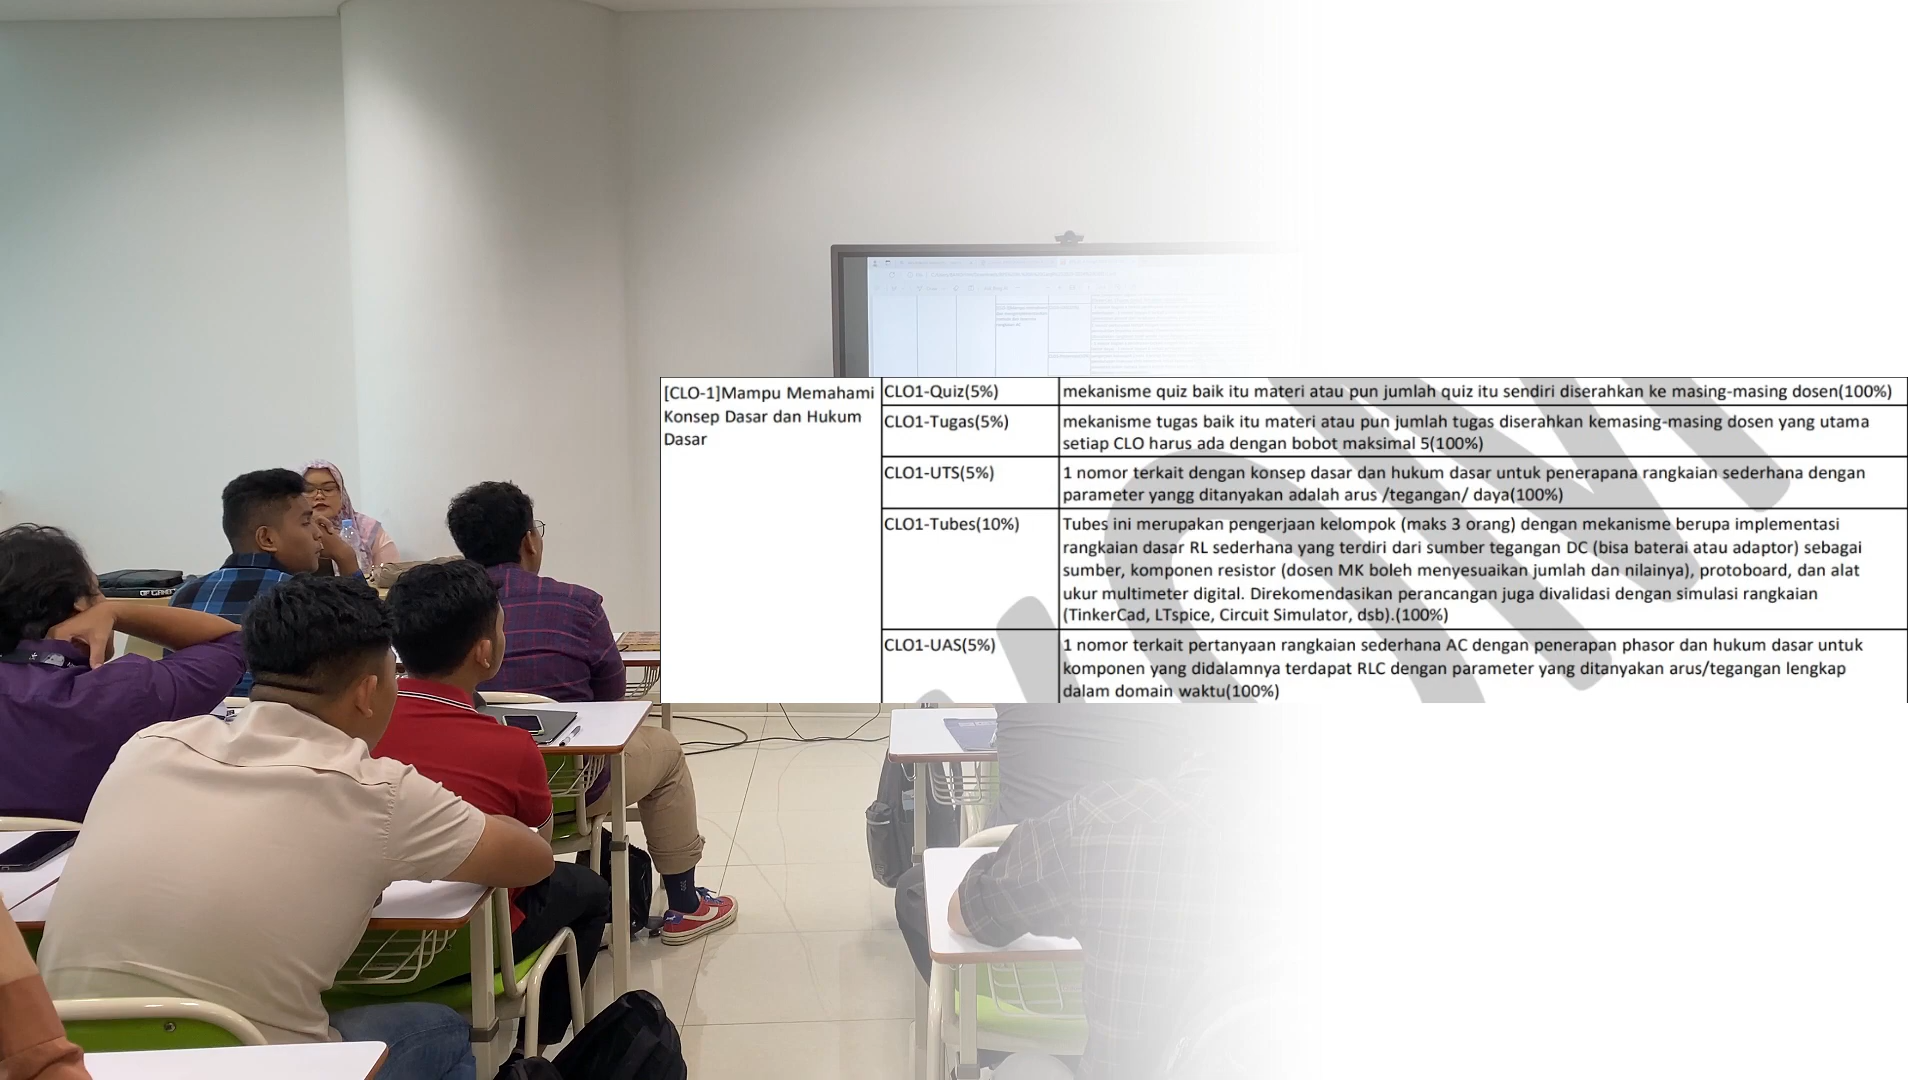 [CLO-1]Mampu Memahami
Konsep Dasar dan Hukum
Dasar
CLO1-Quiz(5%)
mekanisme quiz baik itu materi atau pun jumlah quiz itu sendiri diserahkan ke masing-masing dosen(100%)
CLO1-Tugas(5%)
mekanisme tugas baik itu materi atau pun jumlah tugas diserahkan kemasing-masing dosen yang utama
setiap CLO harus ada dengan bobot maksimal 5(100%)
CLO1-UTS(5%)
1 nomor terkait dengan konsep dasar dan hukum dasar untuk penerapana rangkaian sederhana dengan
parameter yangg ditanyakan adalah arus /tegangan/ daya(100%)
CLO1-Tubes(10%)
Tubes ini merupakan pengerjaan kelompok (maks 3 orang) dengan mekanisme berupa implementasi
rangkaian dasar RL sederhana yang terdiri dari sumber tegangan DC (bisa baterai atau adaptor) sebagai
sumber, komponen resistor (dosen MK boleh menyesuaikan jumlah dan nilainya), protoboard, dan alat
ukur multimeter digital. Direkomendasikan perancangan juga divalidasi dengan simulasi rangkaian
(TinkerCad, LTspice, Circuit Simulator, dsb).(100%)
CLO1-UAS(5%)
1 nomor terkait pertanyaan rangkaian sederhana AC dengan penerapan phasor dan hukum dasar untuk
komponen yang didalamnya terdapat RLC dengan parameter yang ditanyakan arus/tegangan lengkap
dalam domain waktu(100%)